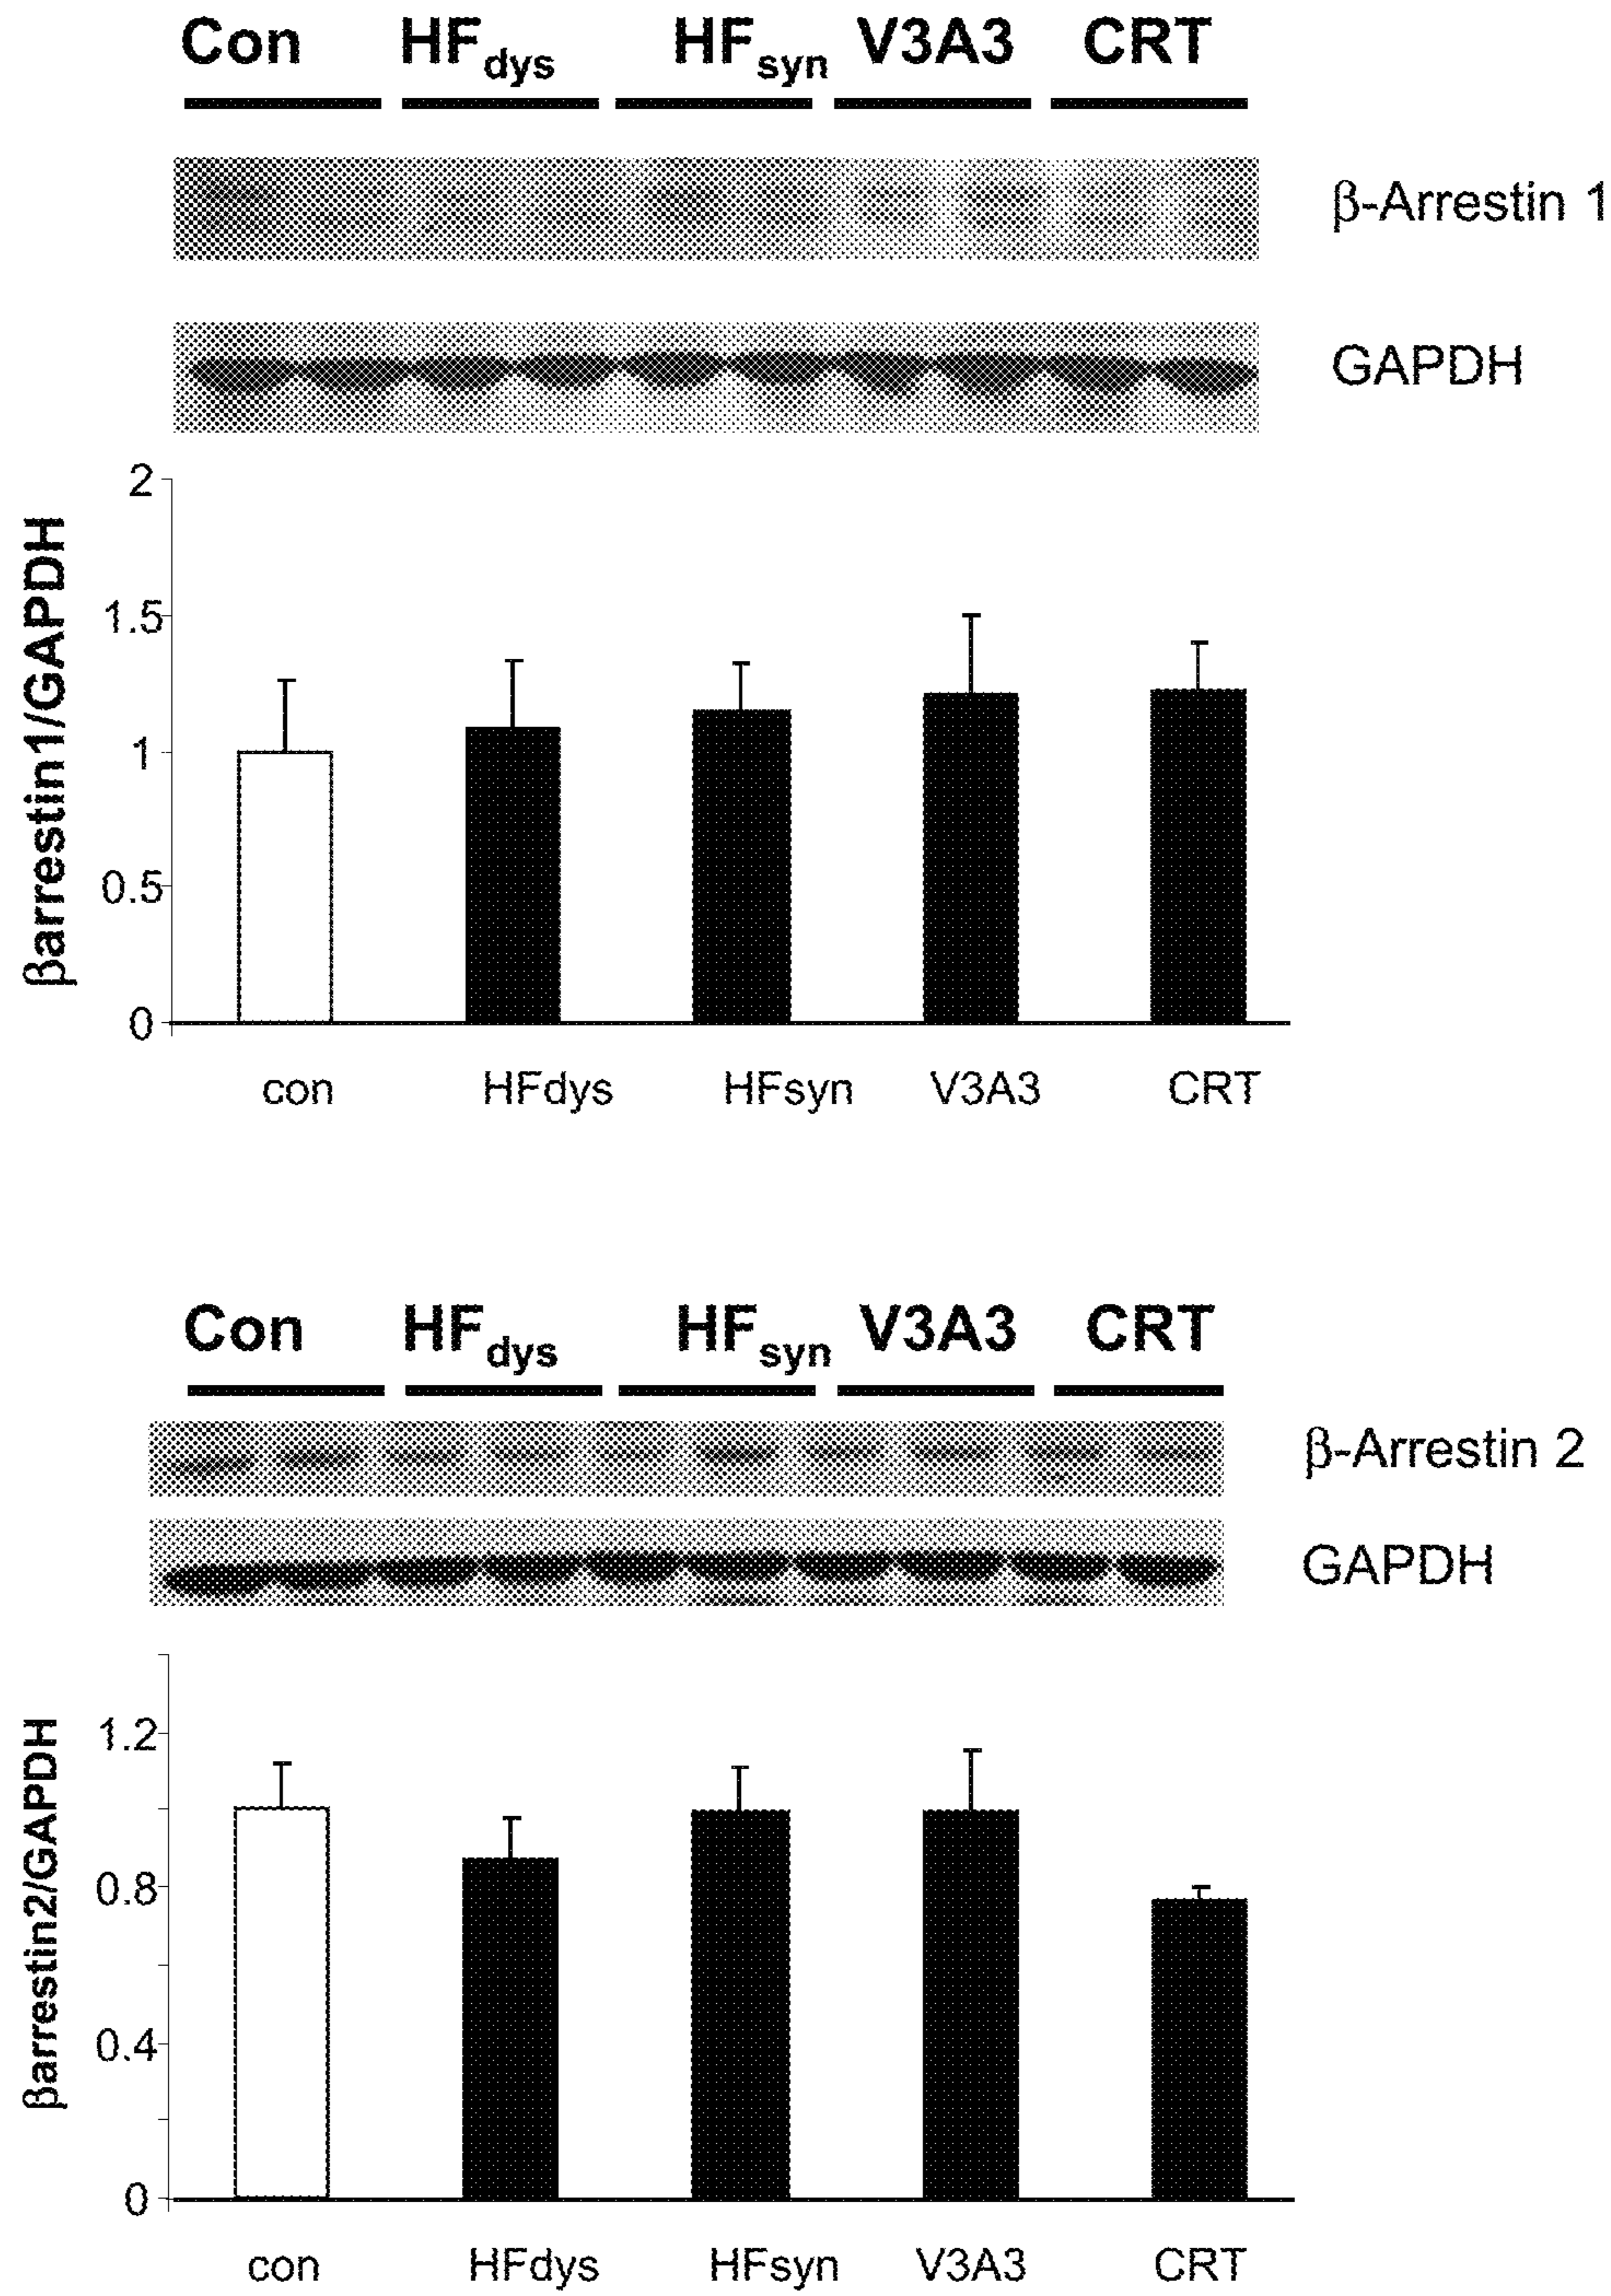 Con HFdys HFsyn V3A3 CRT
β-Arrestin 1
GAPDH
βarrestin1/GAPDH
2
1.5
1
0.5
0
con HFdys HFsyn V3A3 CRT
Con HFdys HFsyn V3A3 CRT
β-Arrestin 2
GAPDH
βarrestin2/GAPDH
1.2
0.8
0.4
0
con HFdys HFsyn V3A3 CRT